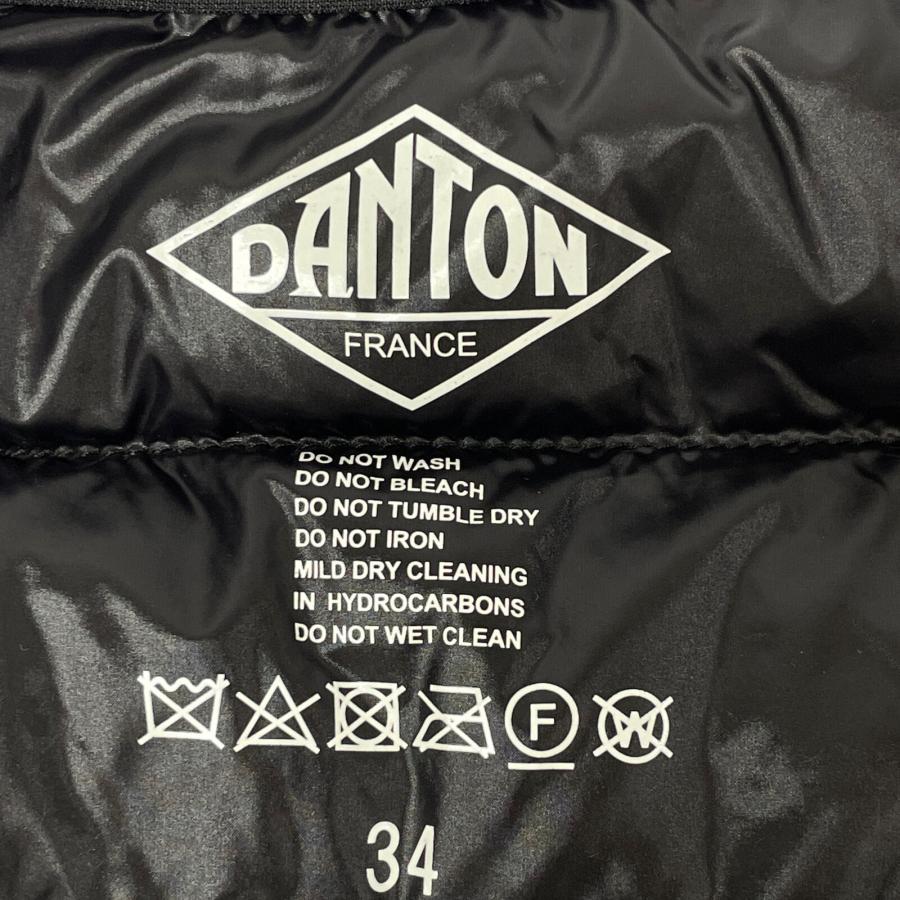 DANTON
FRANCE
DO NOT WASH
DO NOT BLEACH
DO NOT TUMBLE DRY
DO NOT IRON
MILD DRY CLEANING
IN HYDROCARBONS
DO NOT WET CLEAN
F W
34